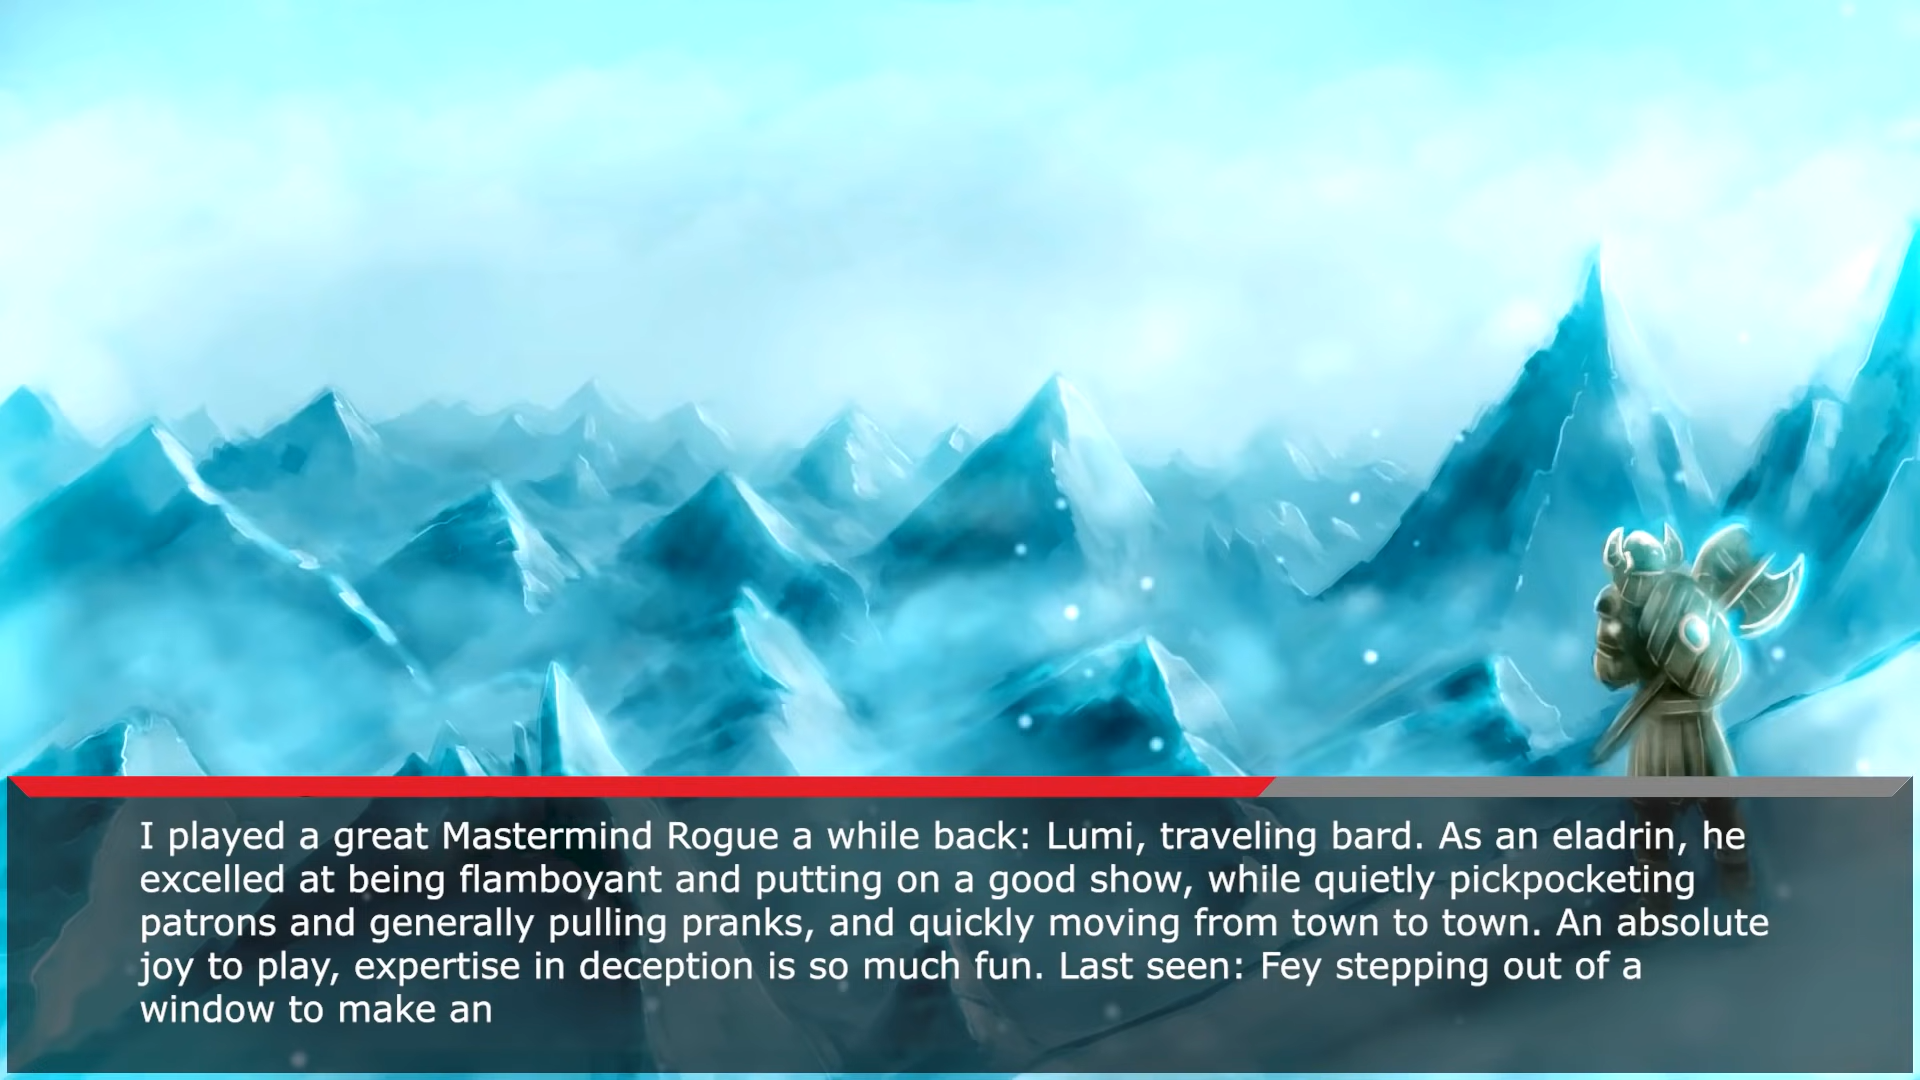 I played a great Mastermind Rogue a while back: Lumi, traveling bard. As an eladrin, he
excelled at being flamboyant and putting on a good show, while quietly pickpocketing
patrons and generally pulling pranks, and quickly moving from town to town. An absolute
joy to play, expertise in deception is so much fun. Last seen: Fey stepping out of a
window to make an